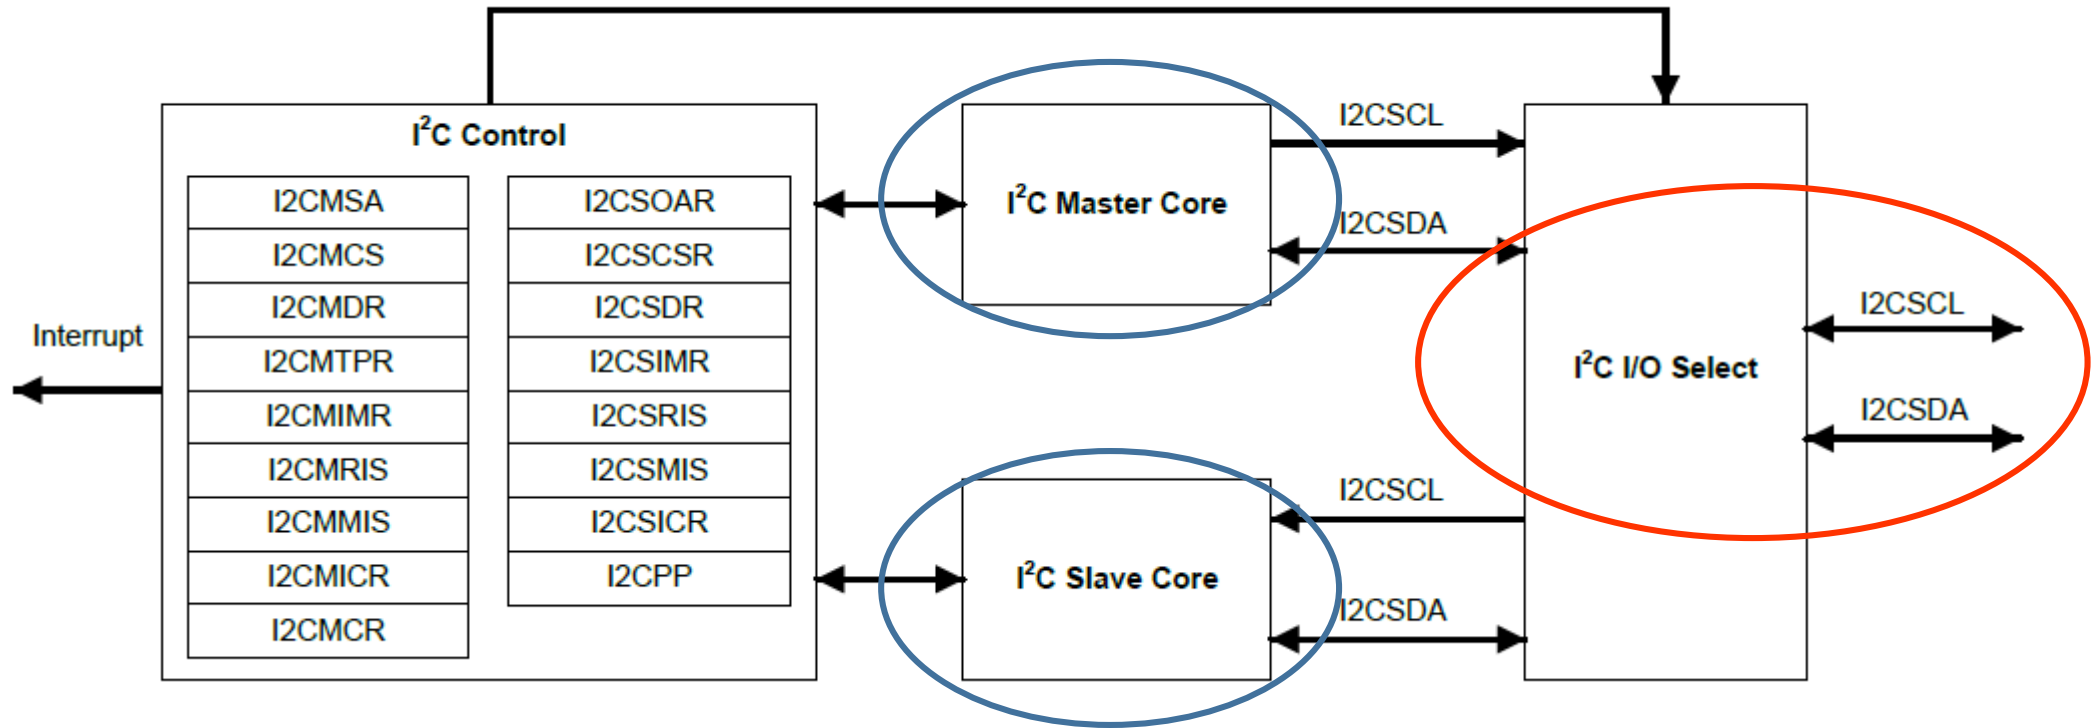 I²C Control
I2CMSA
I2CMCS
I2CMDR
I2CMTPR
I2CMIMR
I2CMRIS
I2CMMIS
I2CMICR
I2CMCR
I2CSOAR
I2CSCSR
I2CSDR
I2CSIMR
I2CSRIS
I2CSMIS
I2CSICR
I2CPP
Interrupt
I²C Master Core
I2CSCL
I2CSDA
I²C Slave Core
I2CSCL
I2CSDA
I²C I/O Select
I2CSCL
I2CSDA